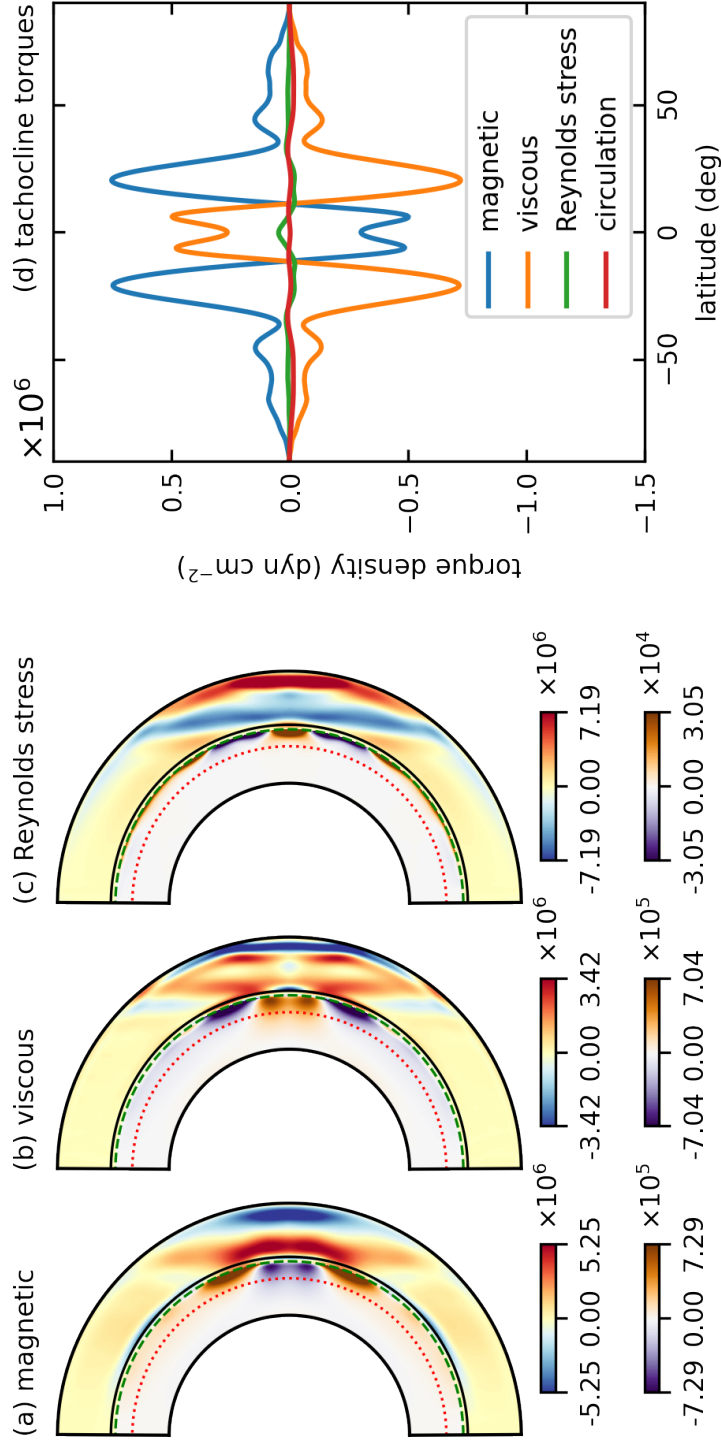 (a) magnetic
×10⁶
-5.25 0.00 5.25
×10⁵
-7.29 0.00 7.29
(b) viscous
×10⁶
-3.42 0.00 3.42
×10⁵
-7.04 0.00 7.04
(c) Reynolds stress
×10⁶
-7.19 0.00 7.19
×10⁴
-3.05 0.00 3.05
×10⁶
(d) tachocline torques
torque density (dyn cm⁻²)
1.0
0.5
0.0
−0.5
−1.0
−1.5
magnetic
viscous
Reynolds stress
circulation
−50 0 50
latitude (deg)